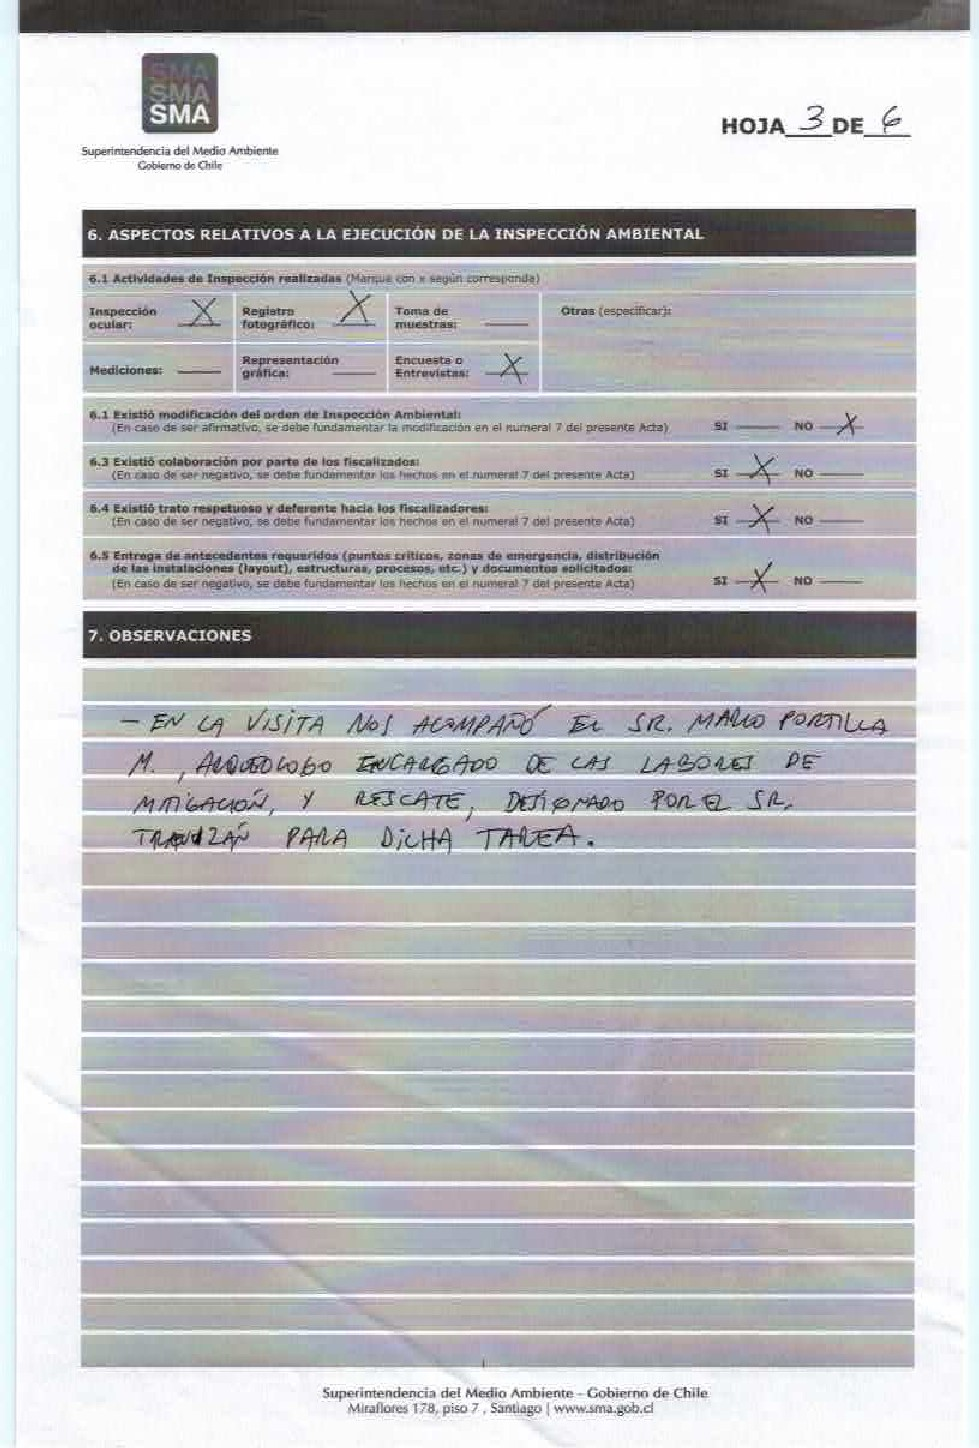 SMA
SMA
SMA
Superintendencia del Medio Ambiente
Gobierno de Chile
HOJA 3 DE 6
6. ASPECTOS RELATIVOS A LA EJECUCIÓN DE LA INSPECCIÓN AMBIENTAL
6.1 Actividades de Inspección realizadas (Marque con x según corresponda)
Inspección ocular: X
Registro fotográfico: X
Toma de muestras:
Otras (especificar):
Mediciones:
Representación gráfica:
Encuesta o Entrevistas: X
6.1 Existió modificación del orden de Inspección Ambiental:
(En caso de ser afirmativo, se debe fundamentar la modificación en el numeral 7 del presente Acta) SI NO X
6.3 Existió colaboración por parte de los fiscalizados:
(En caso de ser negativo, se debe fundamentar los hechos en el numeral 7 del presente Acta) SI X NO
6.4 Existió trato respetuoso y deferente hacia los fiscalizadores:
(En caso de ser negativo, se debe fundamentar los hechos en el numeral 7 del presente Acta) SI X NO
6.5 Entrega de antecedentes requeridos (puntos críticos, zonas de emergencia, distribución
de las instalaciones (layout), estructuras, procesos, etc.) y documentos solicitados:
(En caso de ser negativo, se debe fundamentar los hechos en el numeral 7 del presente Acta) SI X NO
7. OBSERVACIONES
- EN LA VISITA NOS ACOMPAÑÓ EL SR. MARCO PORTILLA
M., ARQUEOLOGO ENCARGADO DE LAS LABORES DE
MITIGACIÓN, Y RESCATE, DESIGNADO POR EL SR.
PARA DICHA TAREA.
Superintendencia del Medio Ambiente - Gobierno de Chile
Miraflores 178, piso 7, Santiago | www.sma.gob.cl